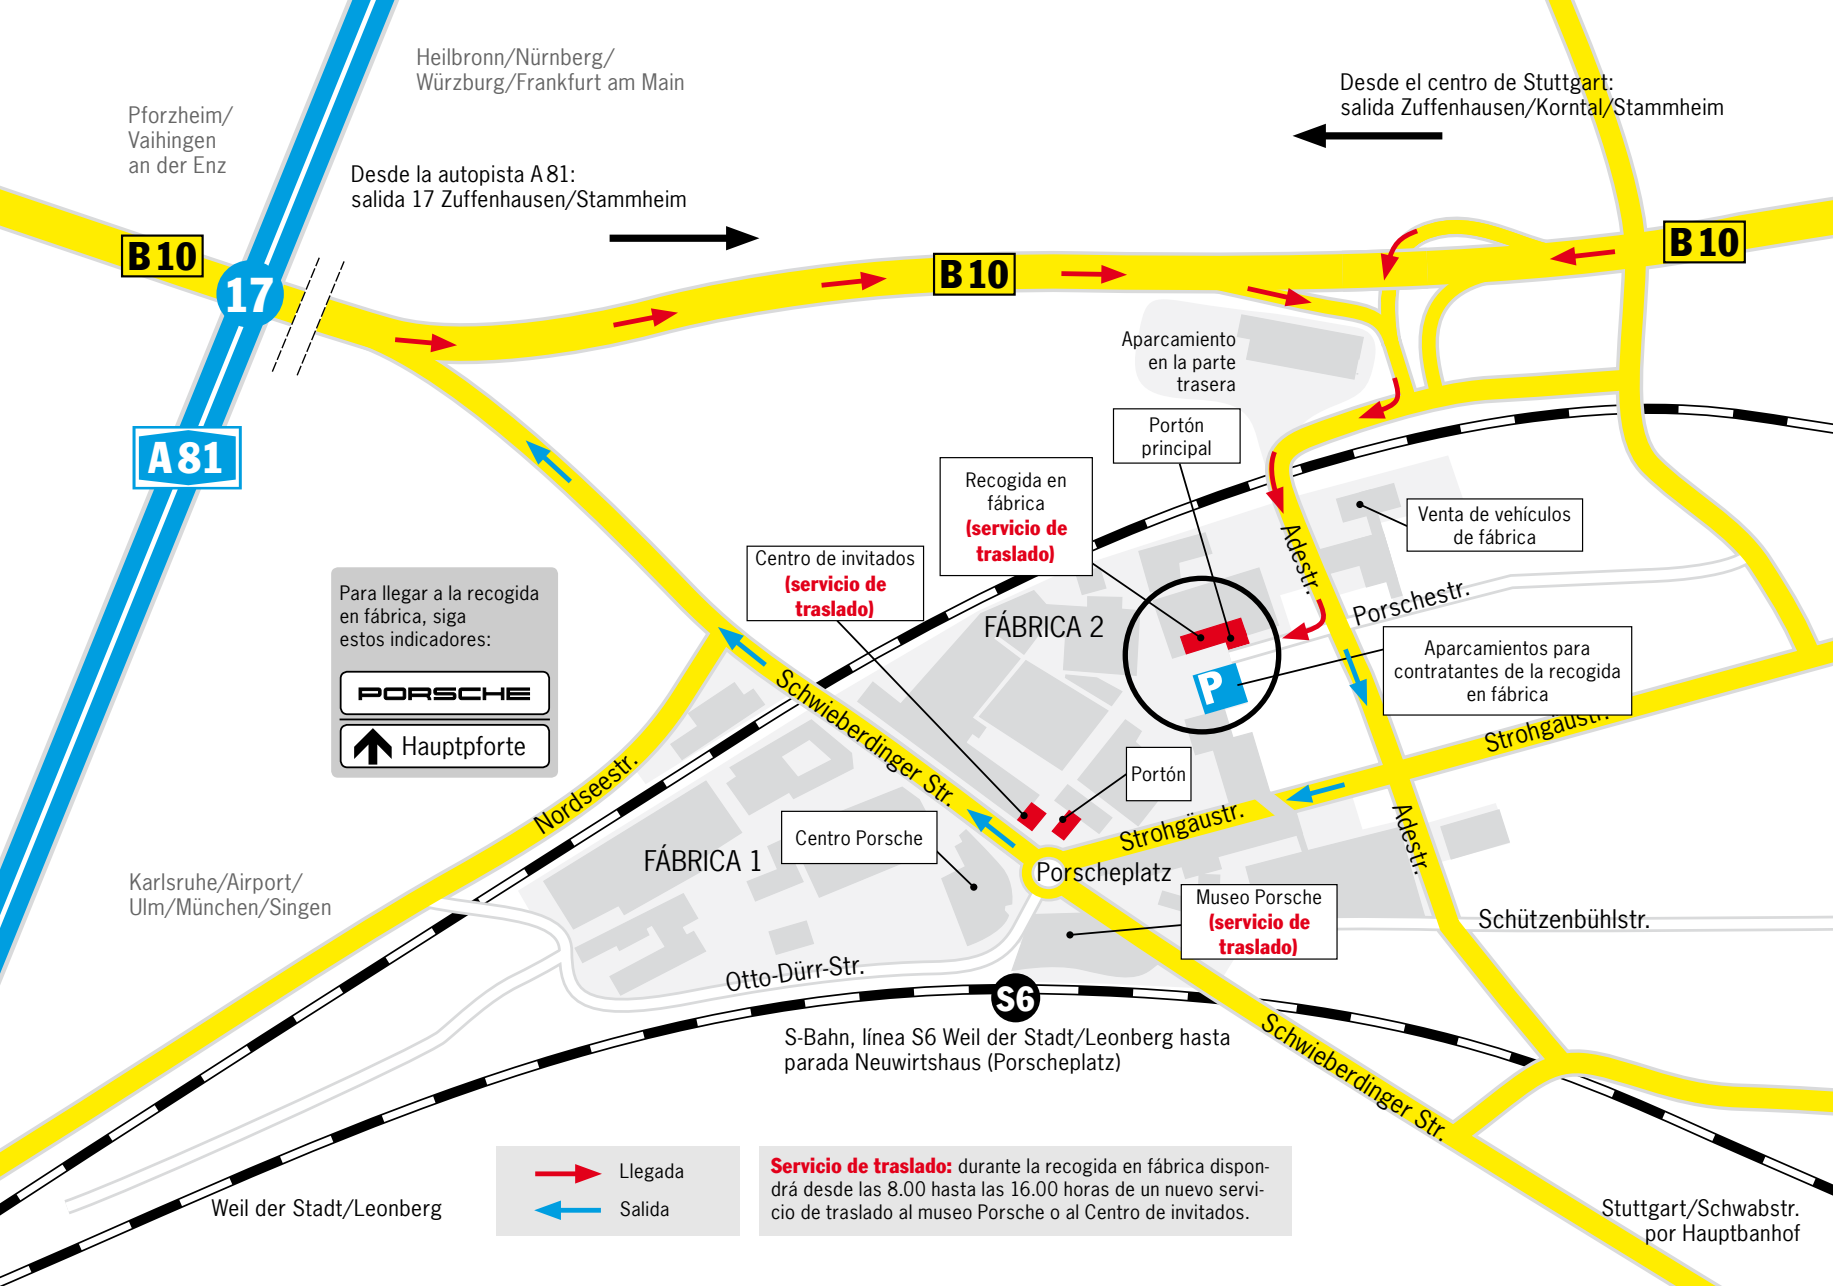 Heilbronn/Nürnberg/
Würzburg/Frankfurt am Main
Pforzheim/
Vaihingen
an der Enz
Desde el centro de Stuttgart:
salida Zuffenhausen/Korntal/Stammheim
Desde la autopista A 81:
salida 17 Zuffenhausen/Stammheim
B 10
17
B 10
B 10
A 81
Aparcamiento
en la parte
trasera
Portón
principal
Recogida en
fábrica
(servicio de
traslado)
Venta de vehículos
de fábrica
Centro de invitados
(servicio de
traslado)
Adestr.
Porschestr.
FÁBRICA 2
Para llegar a la recogida
en fábrica, siga
estos indicadores:
PORSCHE
Hauptpforte
P
Aparcamientos para
contratantes de la recogida
en fábrica
Strohgäustr.
Schwieberdinger Str.
Nordseestr.
Portón
Strohgäustr.
Adestr.
Centro Porsche
FÁBRICA 1
Porscheplatz
Karlsruhe/Airport/
Ulm/München/Singen
Museo Porsche
(servicio de
traslado)
Schützenbühlstr.
Otto-Dürr-Str.
S6
S-Bahn, línea S6 Weil der Stadt/Leonberg hasta
parada Neuwirtshaus (Porscheplatz)
Schwieberdinger Str.
Llegada
Salida
Servicio de traslado: durante la recogida en fábrica dispon-
drá desde las 8.00 hasta las 16.00 horas de un nuevo servi-
cio de traslado al museo Porsche o al Centro de invitados.
Weil der Stadt/Leonberg
Stuttgart/Schwabstr.
por Hauptbanhof